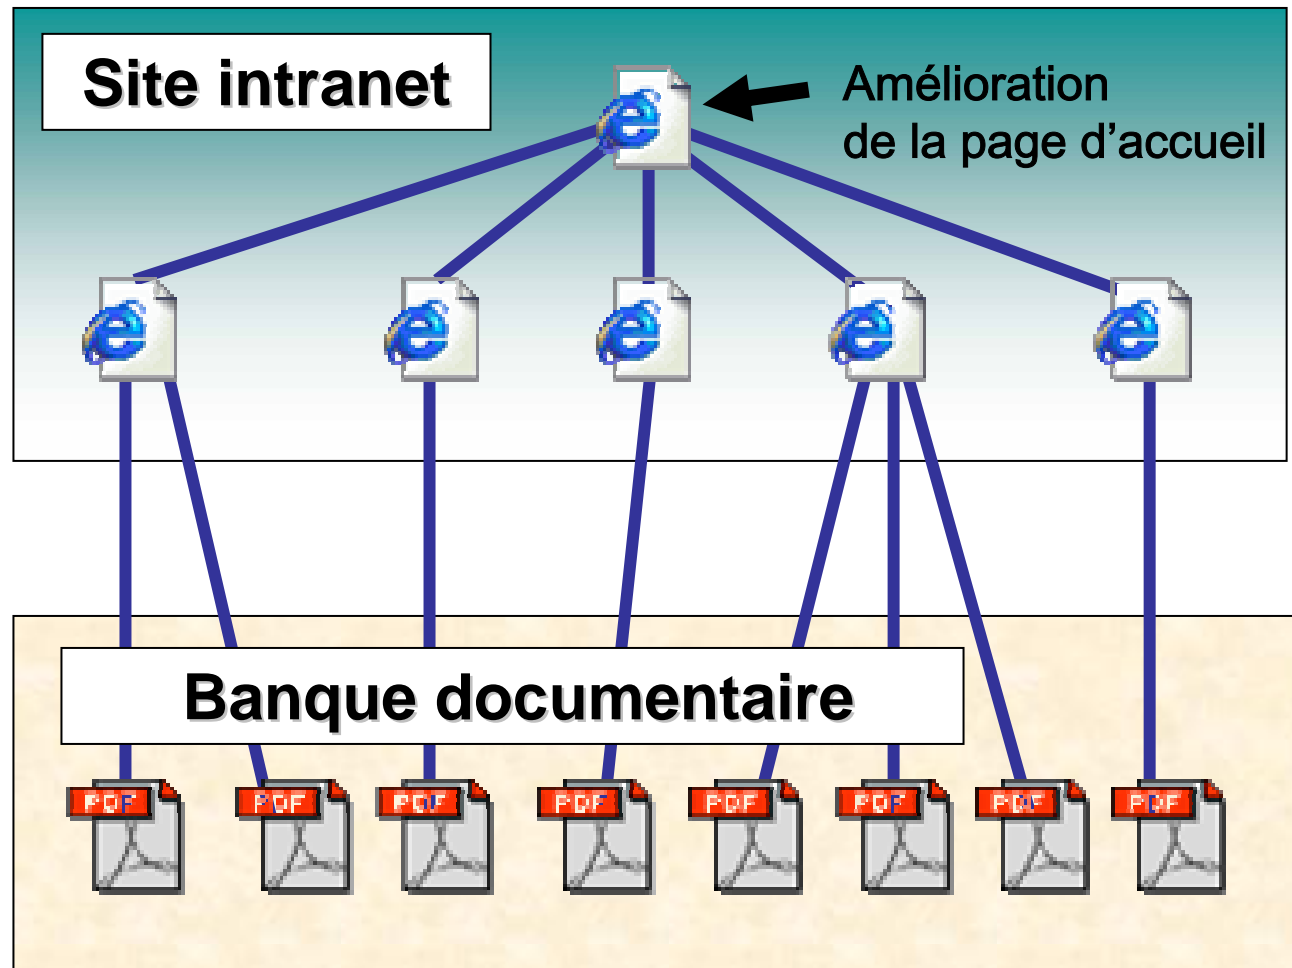 Site intranet
Amélioration
de la page d'accueil
Banque documentaire
PDF
PDF
PDF
PDF
PDF
PDF
PDF
PDF